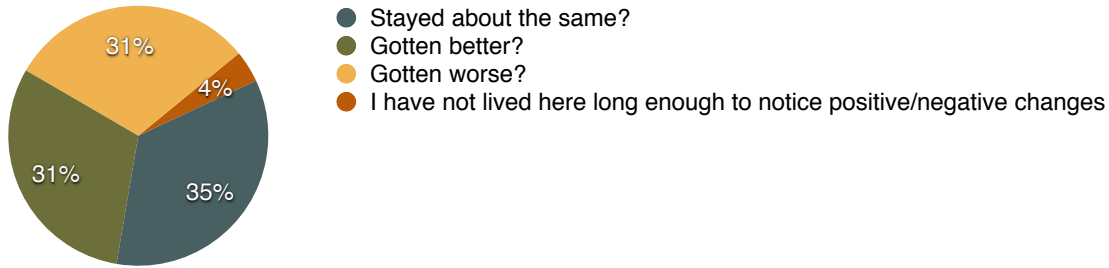 31%
4%
31%
35%
Stayed about the same?
Gotten better?
Gotten worse?
I have not lived here long enough to notice positive/negative changes